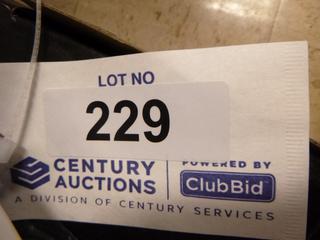 LOT NO
229
CENTURY AUCTIONS
POWERED BY
ClubBid
A DIVISION OF CENTURY SERVICES